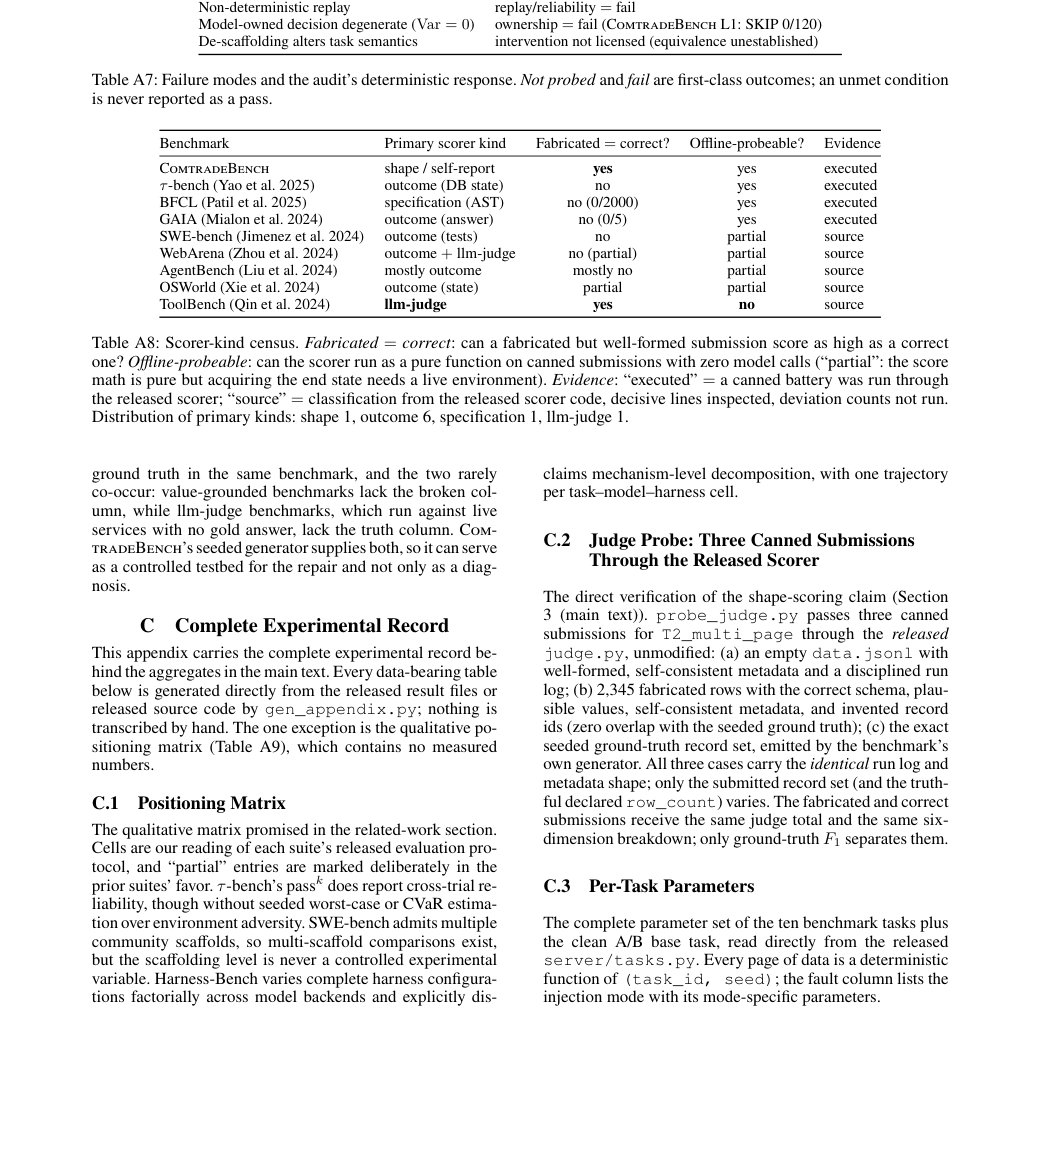 Non-deterministic replay replay/reliability = fail
Model-owned decision degenerate (Var = 0) ownership = fail (COMTRADEBENCH L1: SKIP 0/120)
De-scaffolding alters task semantics intervention not licensed (equivalence unestablished)
Table A7: Failure modes and the audit's deterministic response. Not probed and fail are first-class outcomes; an unmet condition
is never reported as a pass.
Benchmark Primary scorer kind Fabricated = correct? Offline-probeable? Evidence
COMTRADEBENCH shape / self-report yes yes executed
τ-bench (Yao et al. 2025) outcome (DB state) no yes executed
BFCL (Patil et al. 2025) specification (AST) no (0/2000) yes executed
GAIA (Mialon et al. 2024) outcome (answer) no (0/5) yes executed
SWE-bench (Jimenez et al. 2024) outcome (tests) no partial source
WebArena (Zhou et al. 2024) outcome + llm-judge no (partial) partial source
AgentBench (Liu et al. 2024) mostly outcome mostly no partial source
OSWorld (Xie et al. 2024) outcome (state) partial partial source
ToolBench (Qin et al. 2024) llm-judge yes no source
Table A8: Scorer-kind census. Fabricated = correct: can a fabricated but well-formed submission score as high as a correct
one? Offline-probeable: can the scorer run as a pure function on canned submissions with zero model calls (“partial”: the score
math is pure but acquiring the end state needs a live environment). Evidence: “executed” = a canned battery was run through
the released scorer; “source” = classification from the released scorer code, decisive lines inspected, deviation counts not run.
Distribution of primary kinds: shape 1, outcome 6, specification 1, llm-judge 1.
ground truth in the same benchmark, and the two rarely
co-occur: value-grounded benchmarks lack the broken col-
umn, while llm-judge benchmarks, which run against live
services with no gold answer, lack the truth column. COM-
TRADEBENCH's seeded generator supplies both, so it can serve
as a controlled testbed for the repair and not only as a diag-
nosis.
C Complete Experimental Record
This appendix carries the complete experimental record be-
hind the aggregates in the main text. Every data-bearing table
below is generated directly from the released result files or
released source code by gen_appendix.py; nothing is
transcribed by hand. The one exception is the qualitative po-
sitioning matrix (Table A9), which contains no measured
numbers.
C.1 Positioning Matrix
The qualitative matrix promised in the related-work section.
Cells are our reading of each suite's released evaluation pro-
tocol, and “partial” entries are marked deliberately in the
prior suites' favor. τ-bench's pass^k does report cross-trial re-
liability, though without seeded worst-case or CVaR estima-
tion over environment adversity. SWE-bench admits multiple
community scaffolds, so multi-scaffold comparisons exist,
but the scaffolding level is never a controlled experimental
variable. Harness-Bench varies complete harness configura-
tions factorially across model backends and explicitly dis-
claims mechanism-level decomposition, with one trajectory
per task–model–harness cell.
C.2 Judge Probe: Three Canned Submissions
Through the Released Scorer
The direct verification of the shape-scoring claim (Section
3 (main text)). probe_judge.py passes three canned
submissions for T2_multi_page through the released
judge.py, unmodified: (a) an empty data.jsonl with
well-formed, self-consistent metadata and a disciplined run
log; (b) 2,345 fabricated rows with the correct schema, plau-
sible values, self-consistent metadata, and invented record
ids (zero overlap with the seeded ground truth); (c) the exact
seeded ground-truth record set, emitted by the benchmark's
own generator. All three cases carry the identical run log and
metadata shape; only the submitted record set (and the truth-
ful declared row_count) varies. The fabricated and correct
submissions receive the same judge total and the same six-
dimension breakdown; only ground-truth F1 separates them.
C.3 Per-Task Parameters
The complete parameter set of the ten benchmark tasks plus
the clean A/B base task, read directly from the released
server/tasks.py. Every page of data is a deterministic
function of (task_id, seed); the fault column lists the
injection mode with its mode-specific parameters.